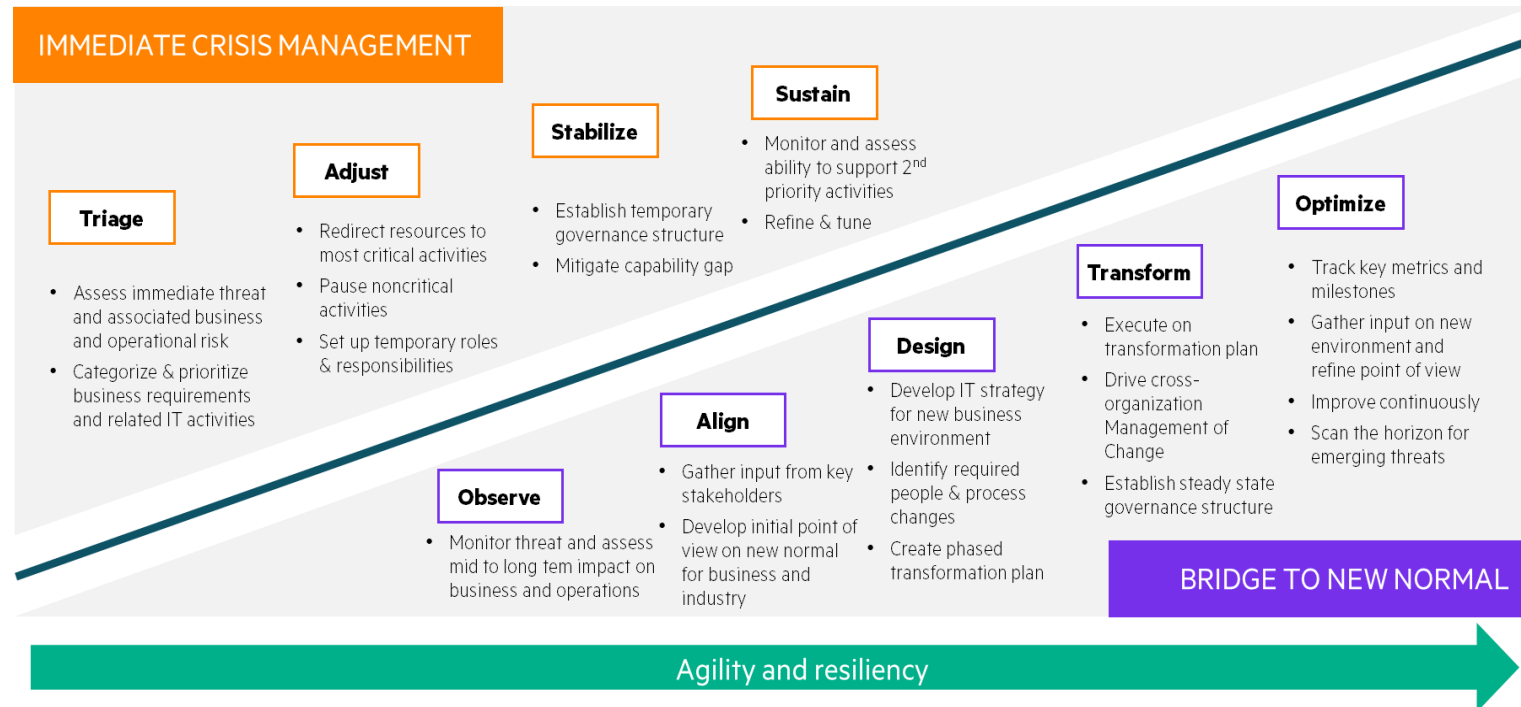 IMMEDIATE CRISIS MANAGEMENT
Triage
• Assess immediate threat
and associated business
and operational risk
• Categorize & prioritize
business requirements
and related IT activities
Adjust
• Redirect resources to
most critical activities
• Pause noncritical
activities
• Set up temporary roles
& responsibilities
Stabilize
• Establish temporary
governance structure
• Mitigate capability gap
Sustain
• Monitor and assess
ability to support 2nd
priority activities
• Refine & tune
Observe
• Monitor threat and assess
mid to long tem impact on
business and operations
Align
• Gather input from key
stakeholders
• Develop initial point of
view on new normal
for business and
industry
Design
• Develop IT strategy
for new business
environment
• Identify required
people & process
changes
• Create phased
transformation plan
Transform
• Execute on
transformation plan
• Drive cross-
organization
Management of
Change
• Establish steady state
governance structure
Optimize
• Track key metrics and
milestones
• Gather input on new
environment and
refine point of view
• Improve continuously
• Scan the horizon for
emerging threats
BRIDGE TO NEW NORMAL
Agility and resiliency